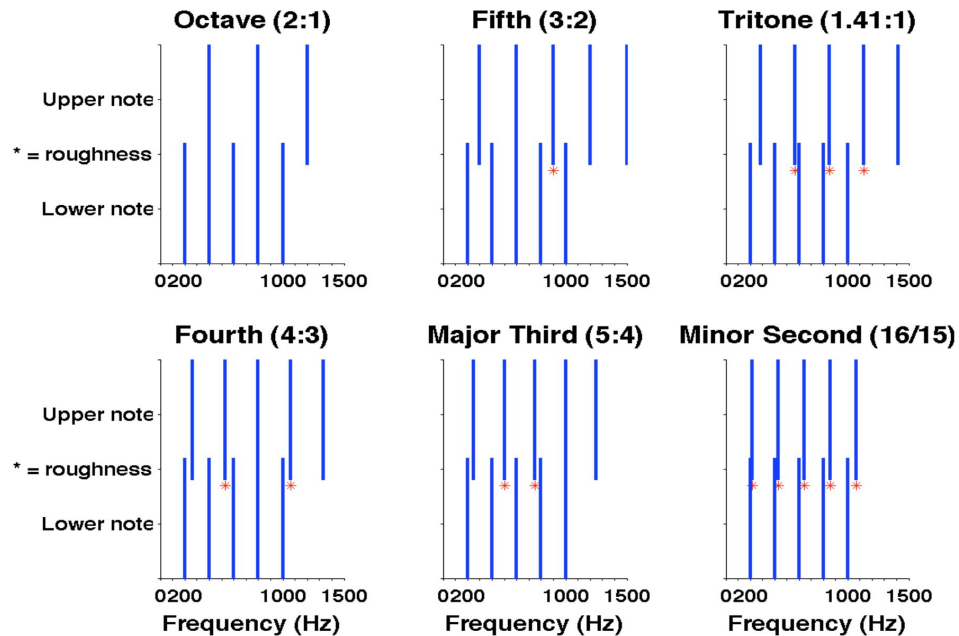 Octave (2:1) Fifth (3:2) Tritone (1.41:1)
Upper note
* = roughness
Lower note
* * * *
0200 1000 1500 0200 1000 1500 0200 1000 1500
Fourth (4:3) Major Third (5:4) Minor Second (16/15)
Upper note
* = roughness
* * * * * * * * *
Lower note
0200 1000 1500 0200 1000 1500 0200 1000 1500
Frequency (Hz) Frequency (Hz) Frequency (Hz)